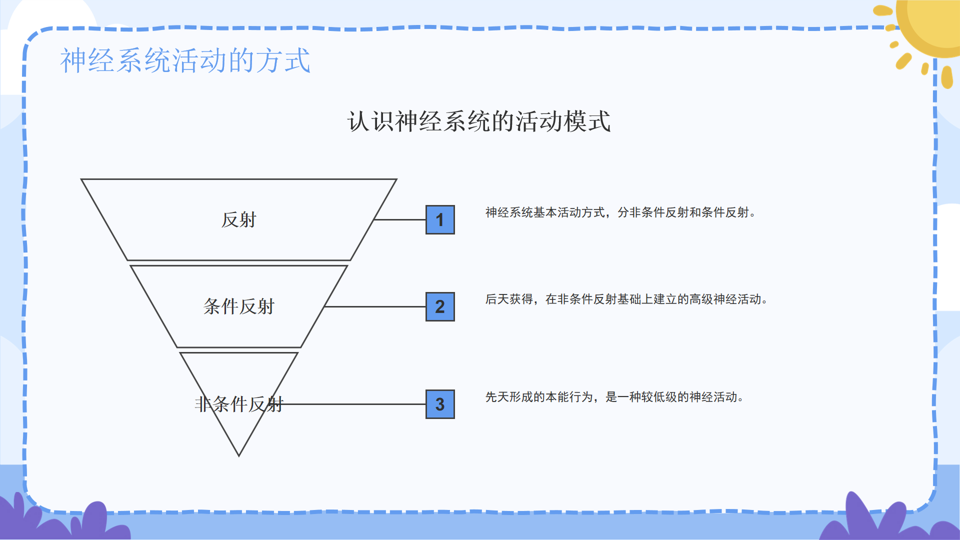 神经系统活动的方式
认识神经系统的活动模式
反射
1
神经系统基本活动方式，分非条件反射和条件反射。
条件反射
2
后天获得，在非条件反射基础上建立的高级神经活动。
非条件反射
3
先天形成的本能行为，是一种较低级的神经活动。